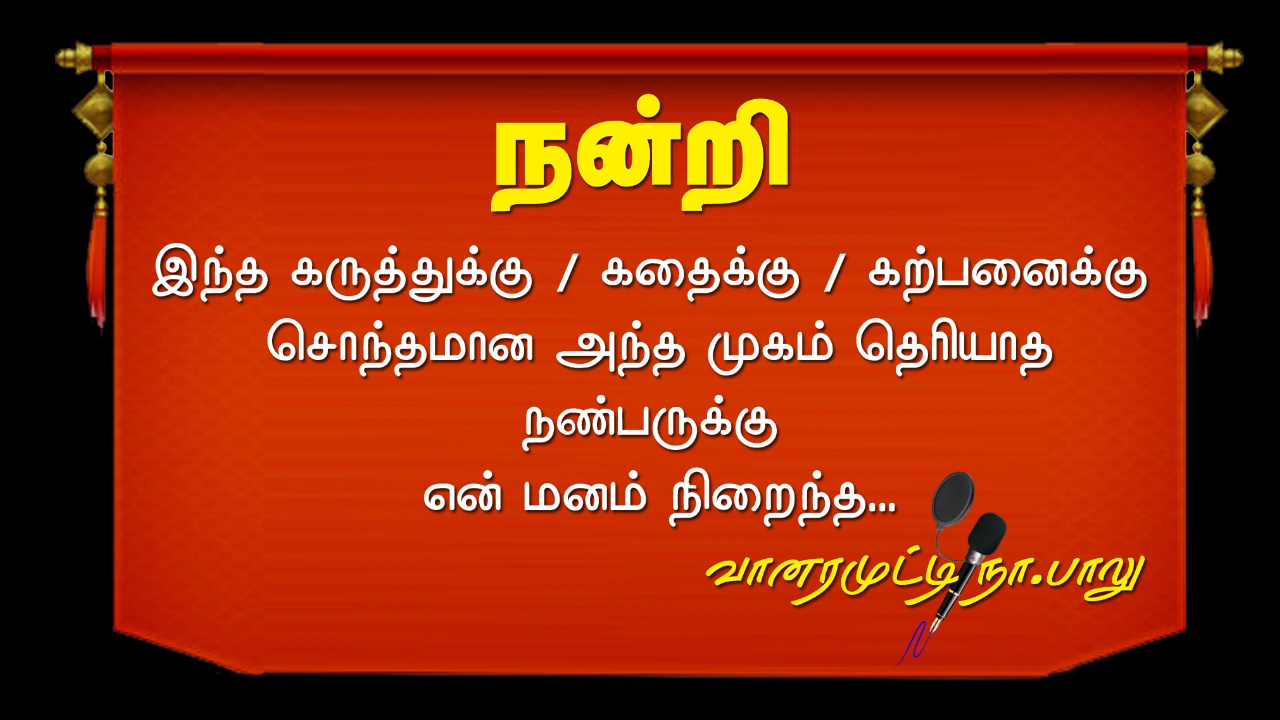 நன்றி
இந்த கருத்துக்கு / கதைக்கு / கற்பனைக்கு
சொந்தமான அந்த முகம் தெரியாத
நண்பருக்கு
என் மனம் நிறைந்த...
வானரமுட்டி நா.பாலு